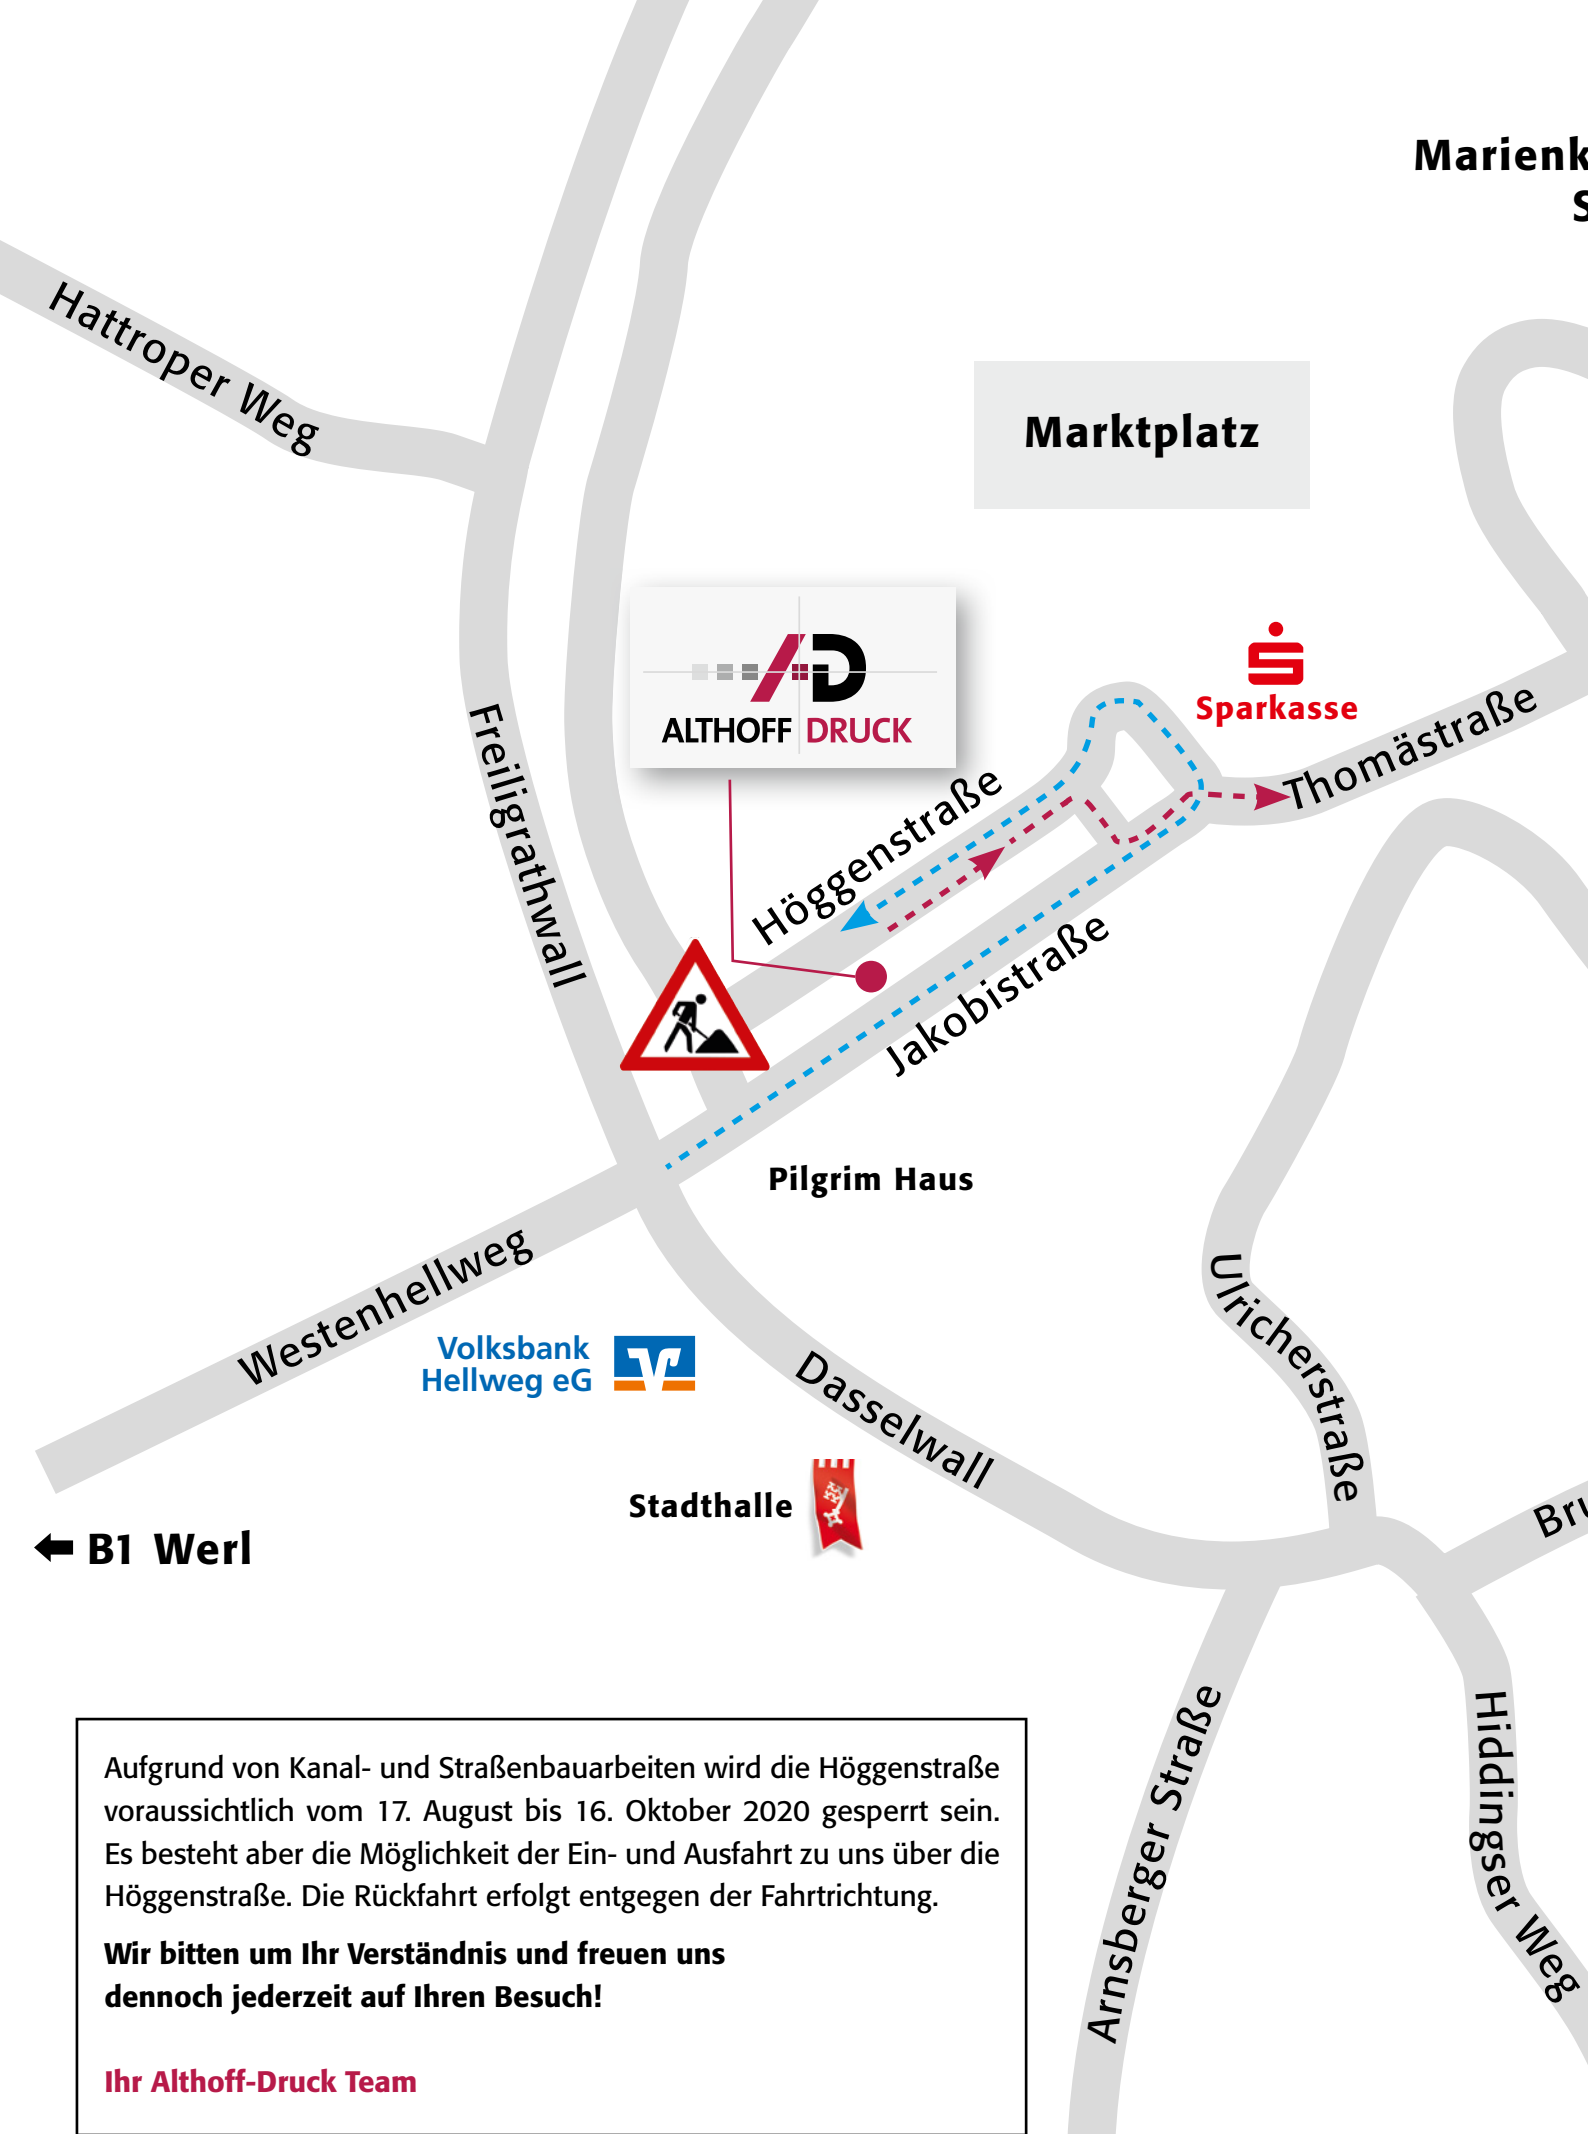 Marienk
S
Hattroper Weg
Marktplatz
ALTHOFF DRUCK
Sparkasse
Thomästraße
Freiligrathwall
Höggenstraße
Jakobistraße
Pilgrim Haus
Westenhellweg
Ulricherstraße
Volksbank
Hellweg eG
Dasselwall
Stadthalle
Bru
B1 Werl
Arnsberger Straße
Hiddingser Weg
Aufgrund von Kanal- und Straßenbauarbeiten wird die Höggenstraße
voraussichtlich vom 17. August bis 16. Oktober 2020 gesperrt sein.
Es besteht aber die Möglichkeit der Ein- und Ausfahrt zu uns über die
Höggenstraße. Die Rückfahrt erfolgt entgegen der Fahrtrichtung.
Wir bitten um Ihr Verständnis und freuen uns
dennoch jederzeit auf Ihren Besuch!
Ihr Althoff-Druck Team